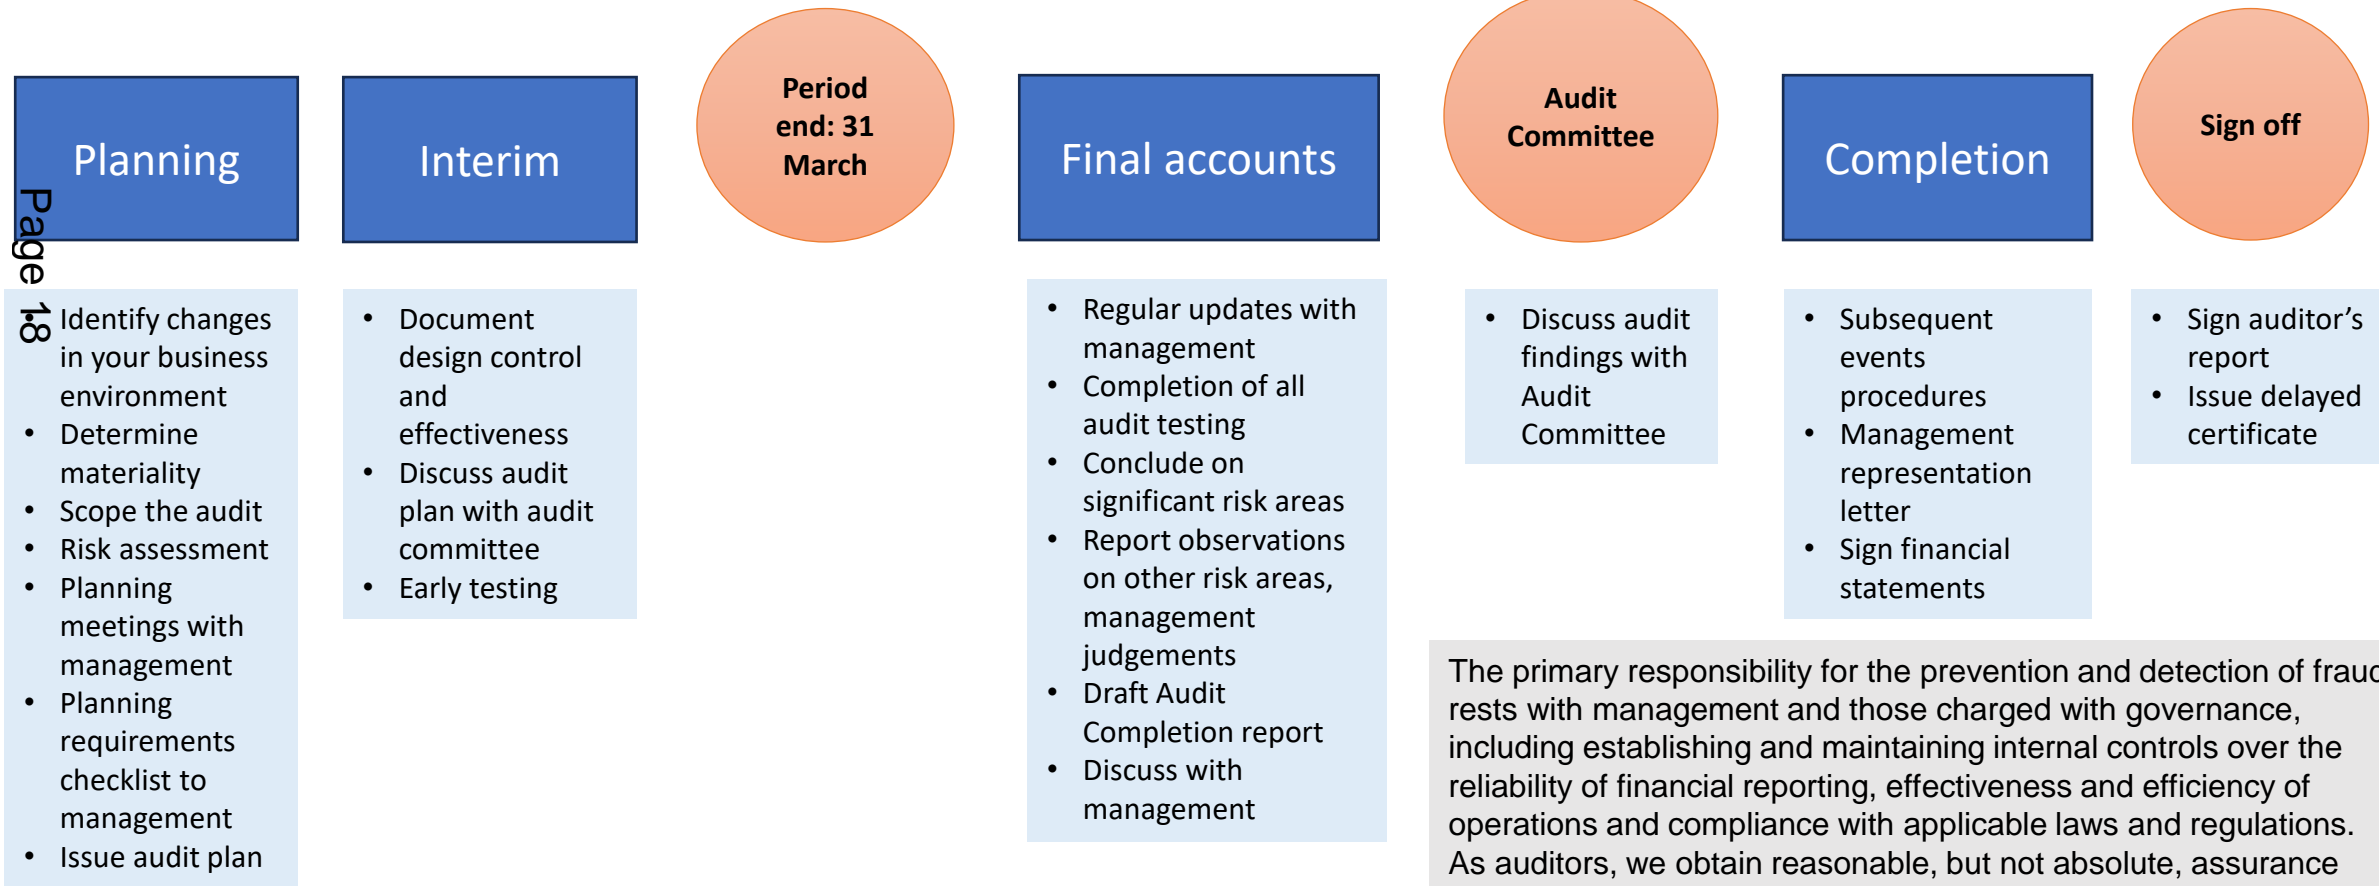 Planning
Interim
Period
end: 31
March
Final accounts
Audit
Committee
Completion
Sign off
Page 18
• Identify changes
in your business
environment
• Determine
materiality
• Scope the audit
• Risk assessment
• Planning
meetings with
management
• Planning
requirements
checklist to
management
• Issue audit plan
• Document
design control
and
effectiveness
• Discuss audit
plan with audit
committee
• Early testing
• Regular updates with
management
• Completion of all
audit testing
• Conclude on
significant risk areas
• Report observations
on other risk areas,
management
judgements
• Draft Audit
Completion report
• Discuss with
management
• Discuss audit
findings with
Audit
Committee
• Subsequent
events
procedures
• Management
representation
letter
• Sign financial
statements
• Sign auditor’s
report
• Issue delayed
certificate
The primary responsibility for the prevention and detection of fraud
rests with management and those charged with governance,
including establishing and maintaining internal controls over the
reliability of financial reporting, effectiveness and efficiency of
operations and compliance with applicable laws and regulations.
As auditors, we obtain reasonable, but not absolute, assurance